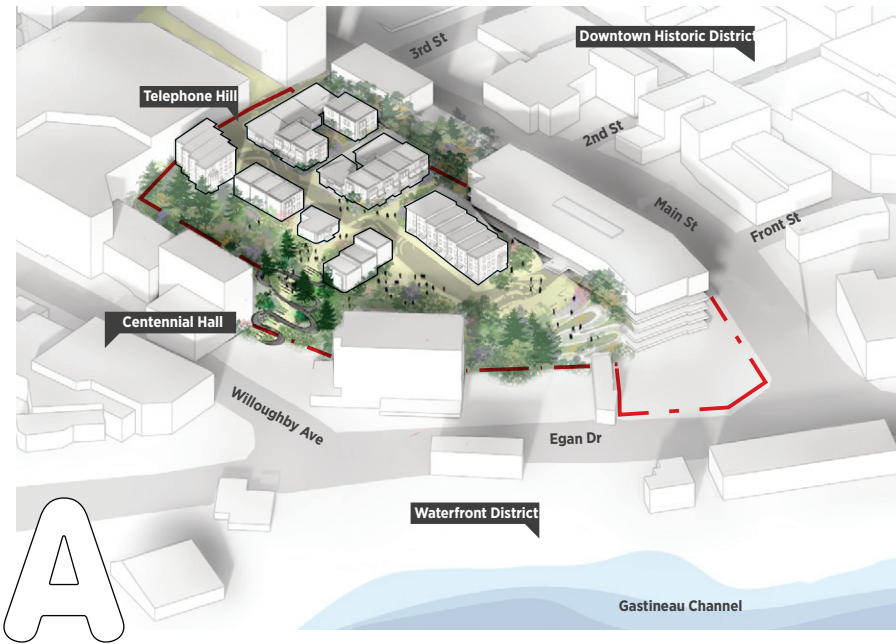 3rd St
Downtown Historic District
Telephone Hill
2nd St
Main St
Front St
Centennial Hall
Willoughby Ave
Egan Dr
Waterfront District
A
Gastineau Channel